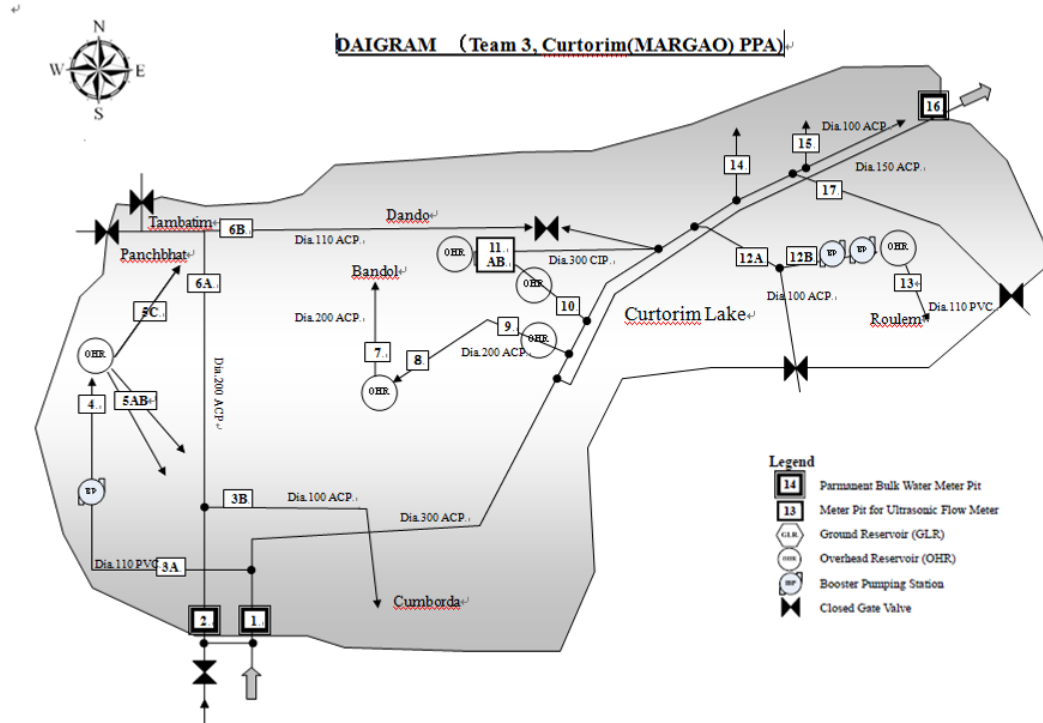 DAIGRAM （Team 3, Curtorim(MARGAO) PPA)
N
W E
S
16
Dia.100 ACP
15
14
Dia.150 ACP
17
Tambatim
Dando
6B
Dia.110 ACP
Panchbhat
OHR
11
AB
Dia.300 CIP
12A
12B
BP
BP
OHR
6A
Bandol
OHR
10
Dia.100 ACP
13
Dia.110 PVC
5C
Dia.200 ACP
9
OHR
Curtorim Lake
Roulem
OHR
7
8
Dia.200 ACP
4
5AB
OHR
Dia.200 ACP
BP
3B
Dia.100 ACP
Dia.300 ACP
Dia.110 PVC
3A
Cumborda
2
1
Legend
14 Parmanent Bulk Water Meter Pit
13 Meter Pit for Ultrasonic Flow Meter
GLR Ground Reservoir (GLR)
OHR Overhead Reservoir (OHR)
BP Booster Pumping Station
Closed Gate Valve